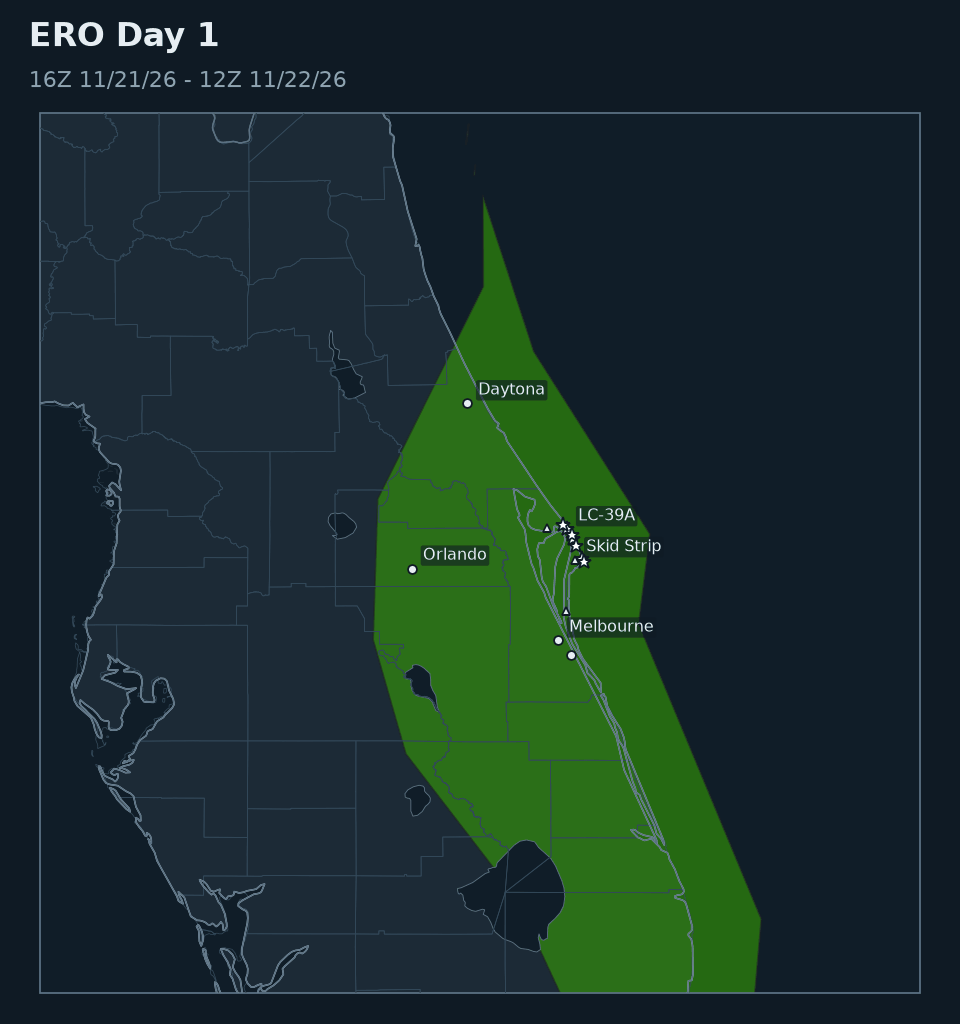 ERO Day 1
16Z 11/21/26 - 12Z 11/22/26
Daytona
LC-39A
Skid Strip
Orlando
Melbourne